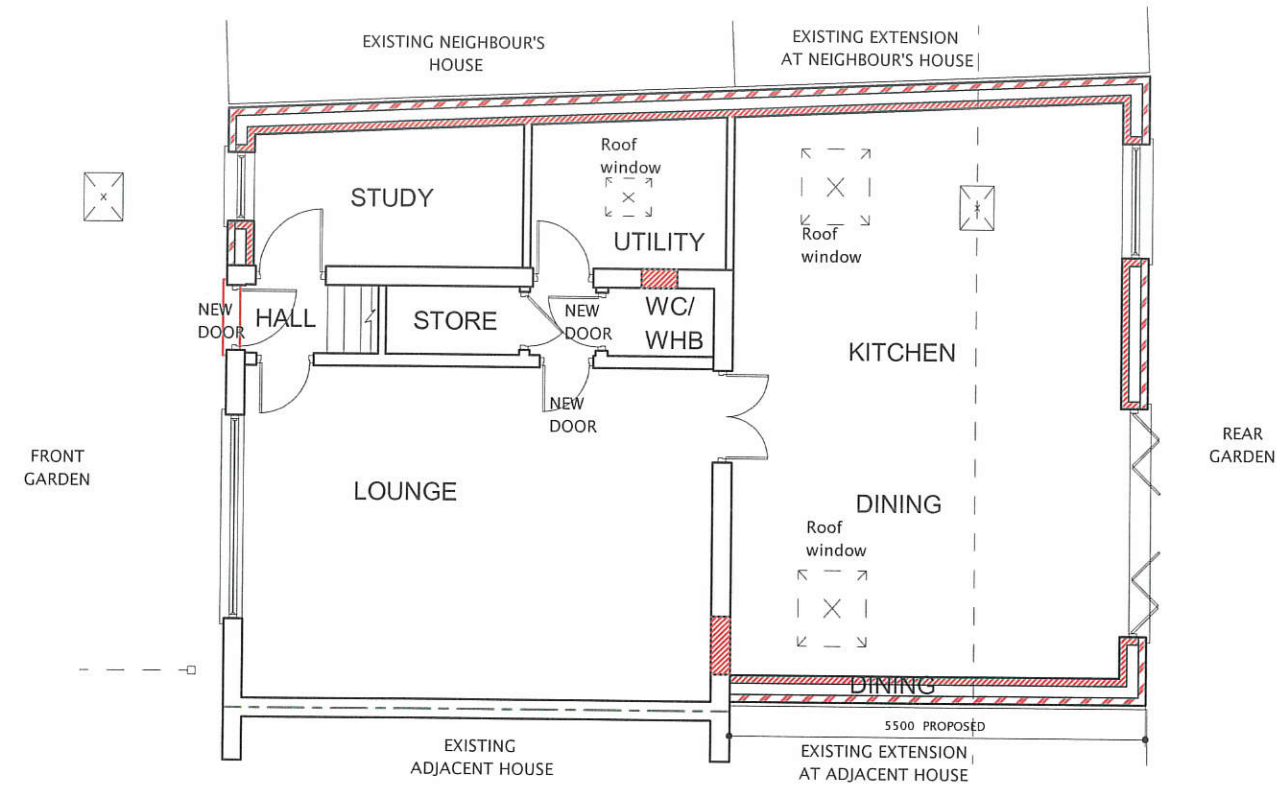 EXISTING NEIGHBOUR'S
HOUSE
EXISTING EXTENSION
AT NEIGHBOUR'S HOUSE
Roof
window
STUDY
UTILITY
Roof
window
NEW
DOOR
HALL
STORE
NEW
DOOR
WC/
WHB
KITCHEN
NEW
DOOR
FRONT
GARDEN
REAR
GARDEN
LOUNGE
DINING
Roof
window
DINING
5500 PROPOSED
EXISTING
ADJACENT HOUSE
EXISTING EXTENSION
AT ADJACENT HOUSE